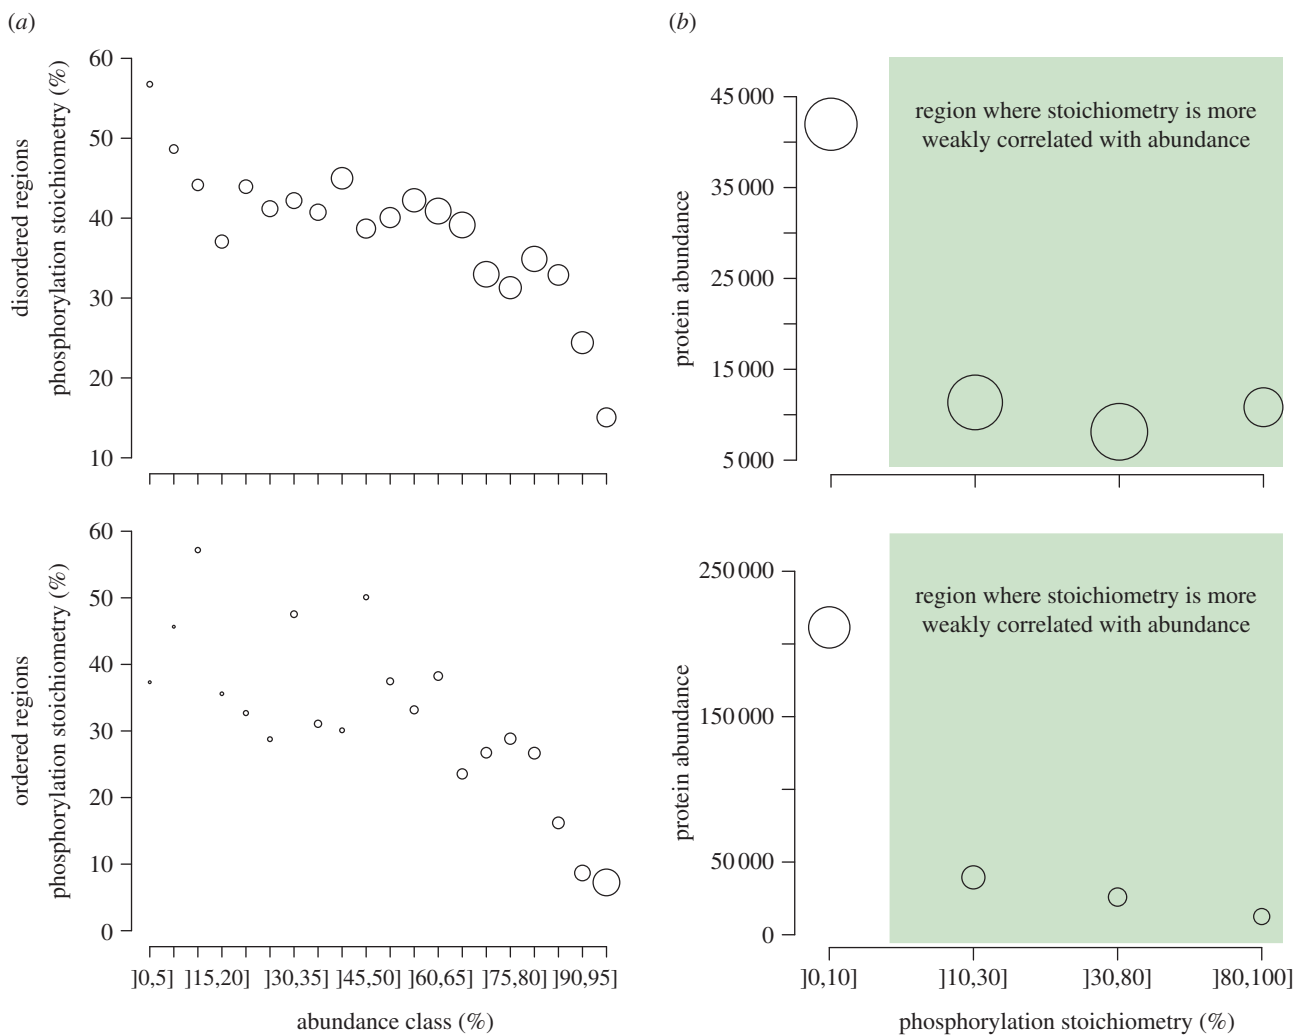 (a)
(b)
disordered regions
phosphorylation stoichiometry (%)
60
50
40
30
20
10
protein abundance
45 000
35 000
25 000
15 000
5 000
region where stoichiometry is more
weakly correlated with abundance
ordered regions
phosphorylation stoichiometry (%)
60
50
40
30
20
10
0
]0,5] ]15,20] ]30,35] ]45,50] ]60,65] ]75,80] ]90,95]
abundance class (%)
protein abundance
250 000
150 000
50 000
0
region where stoichiometry is more
weakly correlated with abundance
]0,10] ]10,30] ]30,80] ]80,100]
phosphorylation stoichiometry (%)